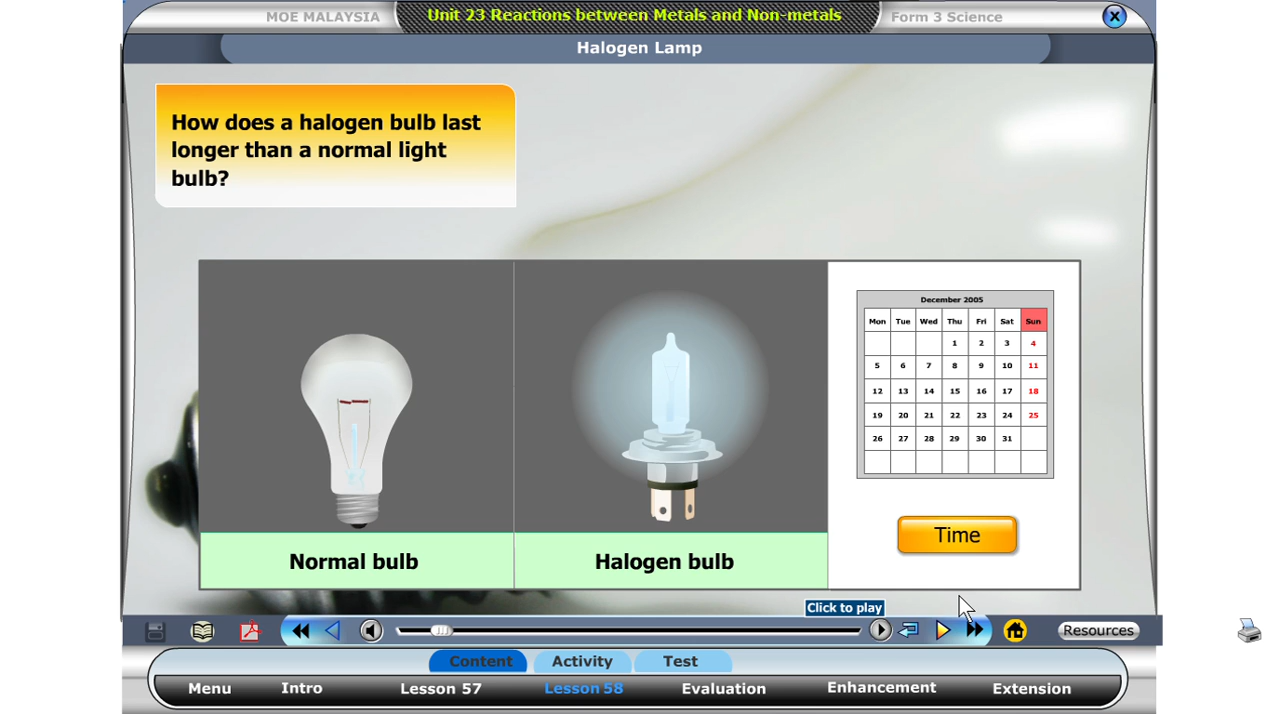 MOE MALAYSIA
Unit 23 Reactions between Metals and Non-metals
Form 3 Science
Halogen Lamp
How does a halogen bulb last
longer than a normal light
bulb?
December 2005
Mon Tue Wed Thu Fri Sat Sun
1 2 3 4
5 6 7 8 9 10 11
12 13 14 15 16 17 18
19 20 21 22 23 24 25
26 27 28 29 30 31
Time
Normal bulb
Halogen bulb
Click to play
Resources
Content Activity Test
Menu Intro Lesson 57 Lesson 58 Evaluation Enhancement Extension